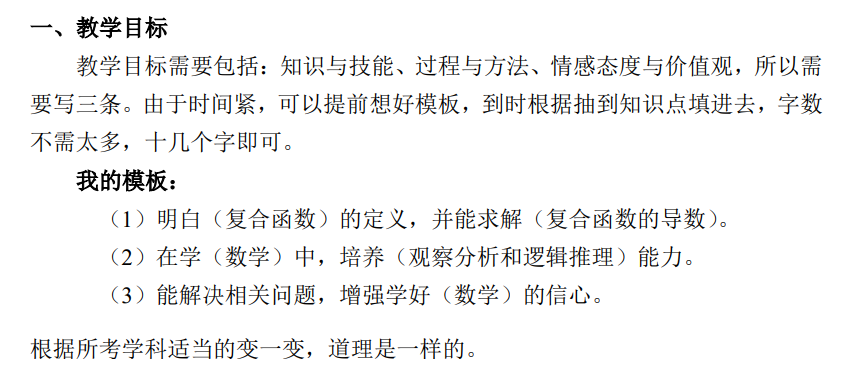 一、教学目标
教学目标需要包括：知识与技能、过程与方法、情感态度与价值观，所以需
要写三条。由于时间紧，可以提前想好模板，到时根据抽到知识点填进去，字数
不需太多，十几个字即可。
我的模板：
（1）明白（复合函数）的定义，并能求解（复合函数的导数）。
（2）在学（数学）中，培养（观察分析和逻辑推理）能力。
（3）能解决相关问题，增强学好（数学）的信心。
根据所考学科适当的变一变，道理是一样的。